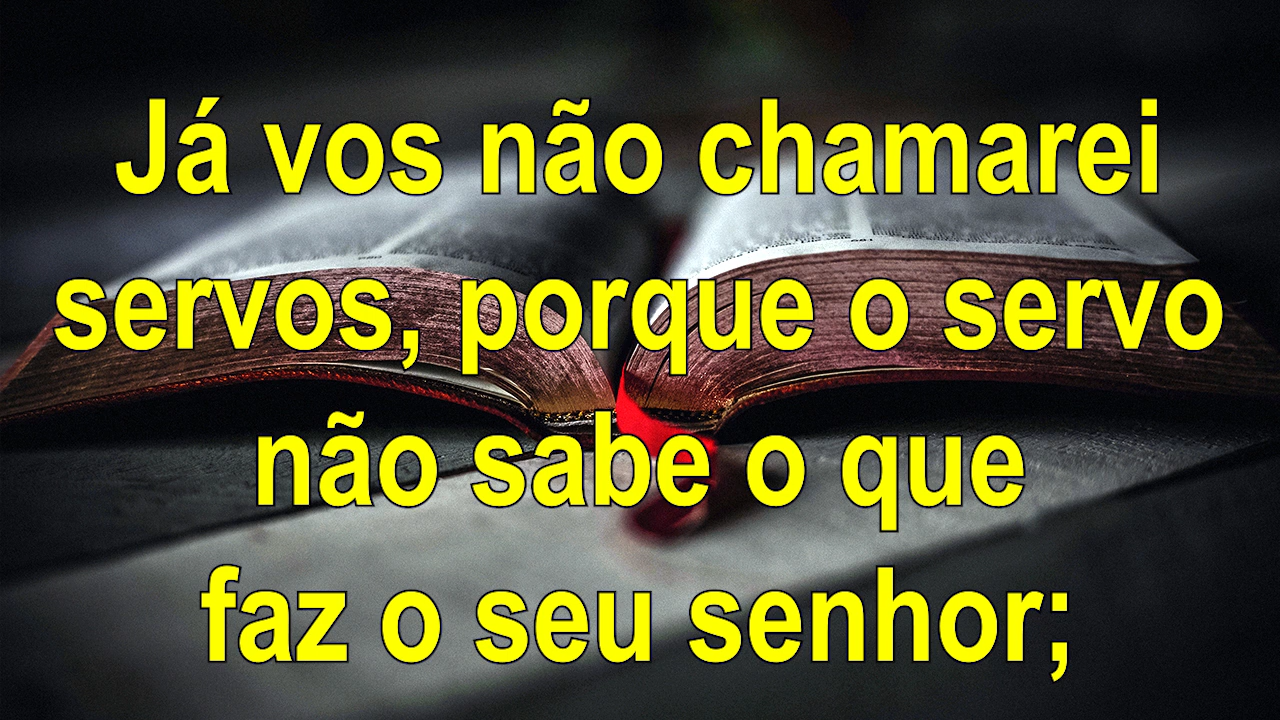 Já vos não chamarei
servos, porque o servo
não sabe o que
faz o seu senhor;